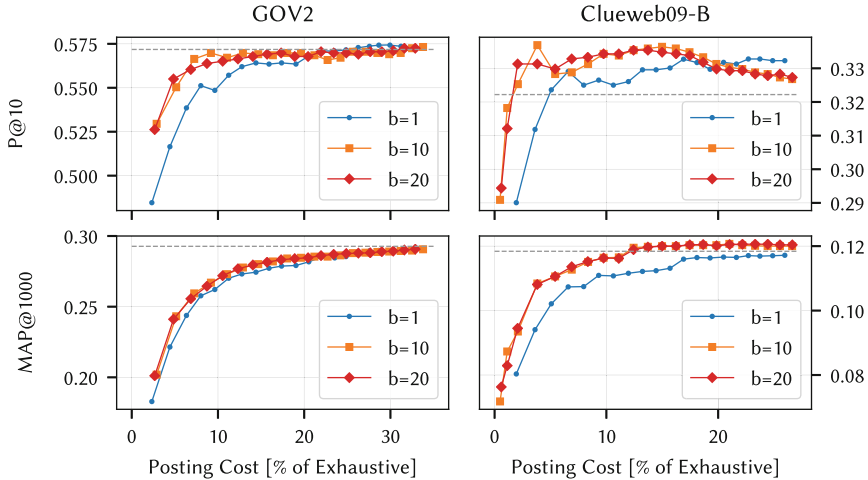 GOV2
Clueweb09-B
P@10
0.575
0.550
0.525
0.500
b=1
b=10
b=20
b=1
b=10
b=20
0.33
0.32
0.30
0.29
MAP@1000
0.30
0.25
0.20
b=1
b=10
b=20
b=1
b=10
b=20
0.12
0.10
0.08
0
10
20
30
0
10
20
Posting Cost [% of Exhaustive]
Posting Cost [% of Exhaustive]